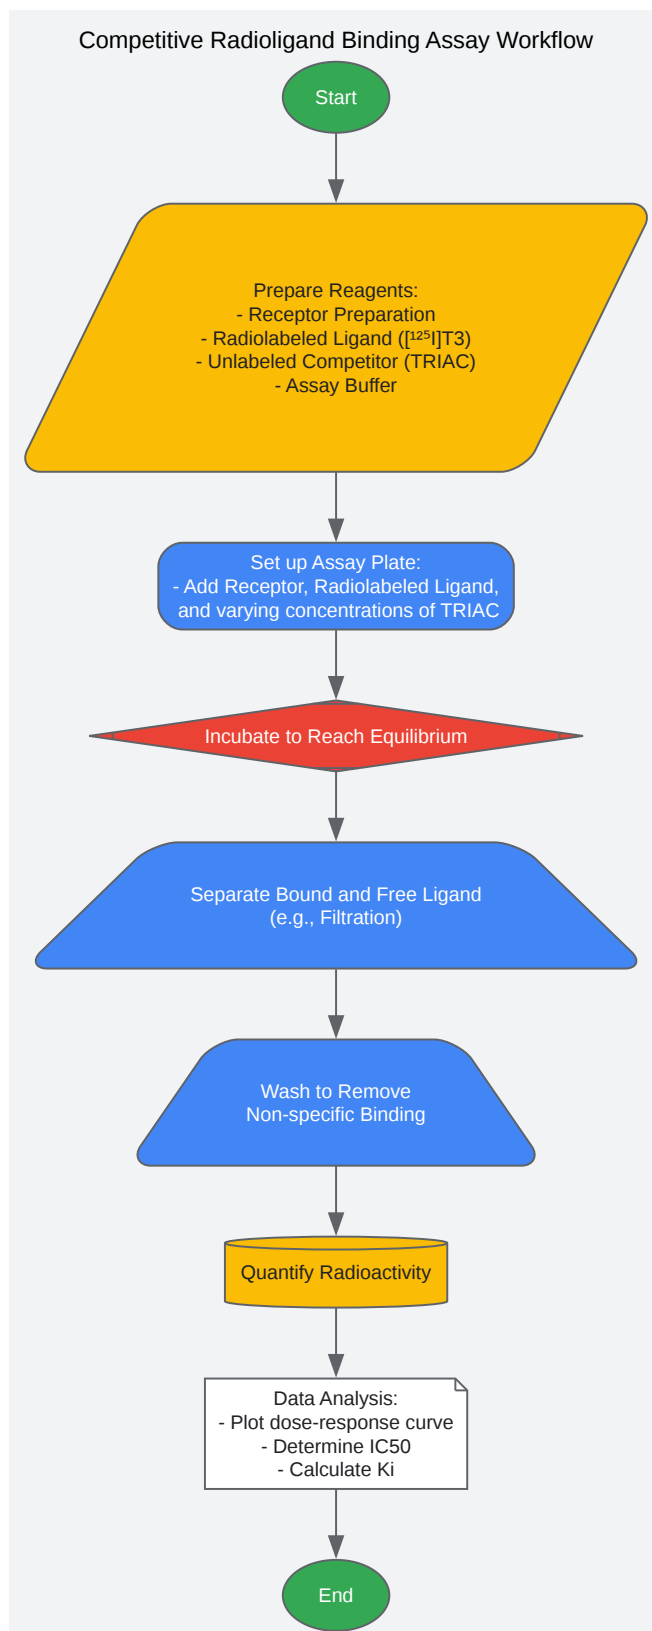 Competitive Radioligand Binding Assay Workflow
Start
Prepare Reagents:
- Receptor Preparation
- Radiolabeled Ligand ([¹²⁵I]T3)
- Unlabeled Competitor (TRIAC)
- Assay Buffer
Set up Assay Plate:
- Add Receptor, Radiolabeled Ligand,
and varying concentrations of TRIAC
Incubate to Reach Equilibrium
Separate Bound and Free Ligand
(e.g., Filtration)
Wash to Remove
Non-specific Binding
Quantify Radioactivity
Data Analysis:
- Plot dose-response curve
- Determine IC50
- Calculate Ki
End